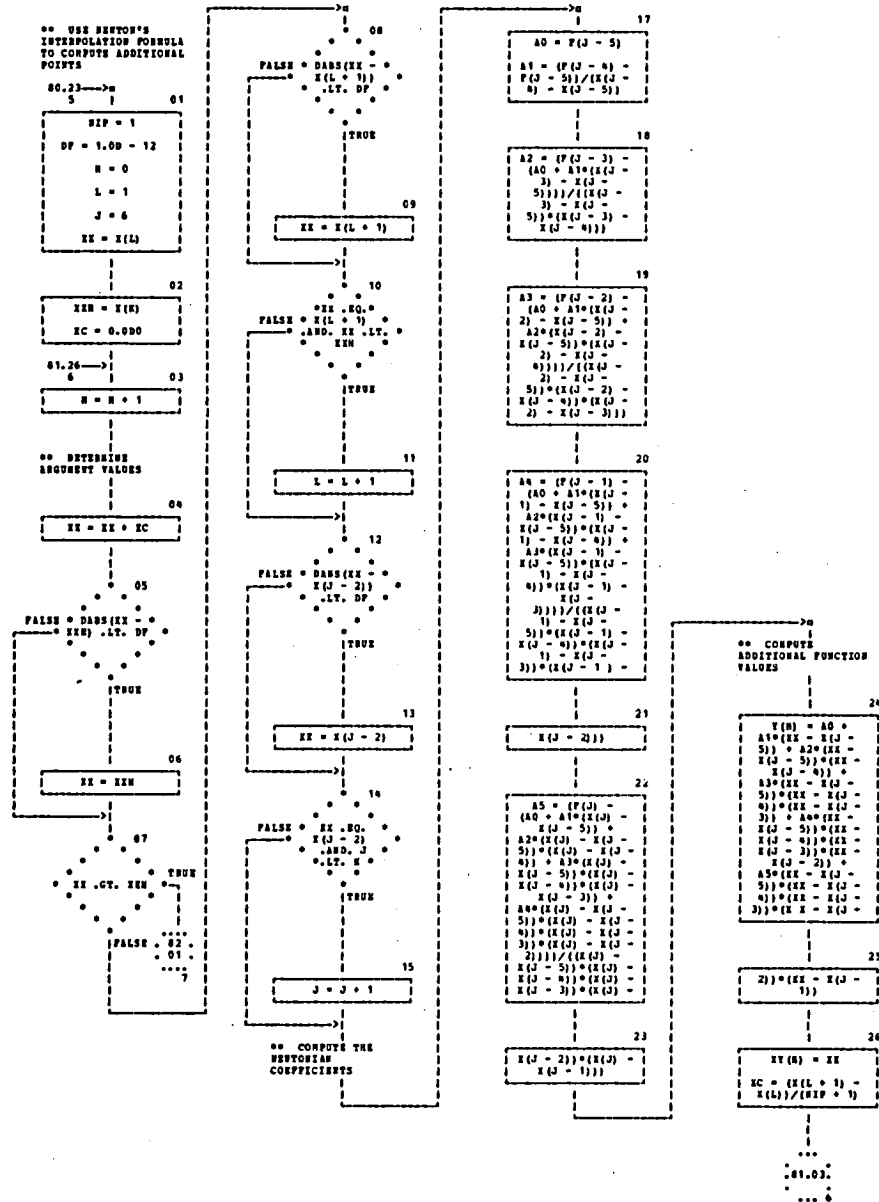 ** USE NEWTON'S
INTERPOLATION FORMULA
TO COMPUTE ADDITIONAL
POINTS
80.23--->*
5
01
NIP = 1
DF = 1.0D - 12
M = 0
L = 1
J = 6
XX = X(L)
02
XXN = X(K)
XC = 0.0D0
81.26--->*
6
03
M = M + 1
** DETERMINE
ARGUMENT VALUES
04
XX = XX + XC
05
FALSE
DABS(XX -
XXN) .LT. DF
TRUE
06
XX = XXN
07
XX .GT. XXN
TRUE
FALSE
82
01
7
08
FALSE
DABS(XX -
X(L + 1))
.LT. DF
TRUE
09
XX = X(L + 1)
10
FALSE
XX .EQ.
X(L + 1)
.AND. XX .LT.
XXN
TRUE
11
L = L + 1
12
FALSE
DABS(XX -
X(J - 2))
.LT. DF
TRUE
13
XX = X(J - 2)
14
FALSE
XX .EQ.
X(J - 2)
.AND. J
.LT. K
TRUE
15
J = J + 1
** COMPUTE THE
NEWTONIAN
COEFFICIENTS
17
A0 = F(J - 5)
A1 = (F(J - 4) -
F(J - 5))/(X(J -
4) - X(J - 5))
18
A2 = (F(J - 3) -
(A0 + A1*(X(J -
3) - X(J -
5))))/((X(J -
3) - X(J -
5))*(X(J - 3) -
X(J - 4)))
19
A3 = (F(J - 2) -
(A0 + A1*(X(J -
2) - X(J - 5)) +
A2*(X(J - 2) -
X(J - 5))*(X(J -
2) - X(J -
4))))/((X(J -
2) - X(J -
5))*(X(J - 2) -
X(J - 4))*(X(J -
2) - X(J - 3)))
20
A4 = (F(J - 1) -
(A0 + A1*(X(J -
1) - X(J - 5)) +
A2*(X(J - 1) -
X(J - 5))*(X(J -
1) - X(J - 4)) +
A3*(X(J - 1) -
X(J - 5))*(X(J -
1) - X(J -
4))*(X(J - 1) -
X(J -
3))))/((X(J -
1) - X(J -
5))*(X(J - 1) -
X(J - 4))*(X(J -
1) - X(J -
3))*(X(J - 1) -
21
X(J - 2)))
22
A5 = (F(J) -
(A0 + A1*(X(J) -
X(J - 5)) +
A2*(X(J) - X(J -
5))*(X(J) - X(J -
4)) + A3*(X(J) -
X(J - 5))*(X(J) -
X(J - 4))*(X(J) -
X(J - 3)) +
A4*(X(J) - X(J -
5))*(X(J) - X(J -
4))*(X(J) - X(J -
3))*(X(J) - X(J -
2))))/((X(J) -
X(J - 5))*(X(J) -
X(J - 4))*(X(J) -
X(J - 3))*(X(J) -
23
X(J - 2))*(X(J) -
X(J - 1)))
** COMPUTE
ADDITIONAL FUNCTION
VALUES
24
Y(M) = A0 +
A1*(XX - X(J -
5)) + A2*(XX -
X(J - 5))*(XX -
X(J - 4)) +
A3*(XX - X(J -
5))*(XX - X(J -
4))*(XX - X(J -
3)) + A4*(XX -
X(J - 5))*(XX -
X(J - 4))*(XX -
X(J - 3))*(XX -
X(J - 2)) +
A5*(XX - X(J -
5))*(XX - X(J -
4))*(XX - X(J -
3))*(X X - X(J -
25
2))*(XX - X(J -
1))
26
XY(M) = XX
XC = (X(L + 1) -
X(L))/(NIP + 1)
81.03
6